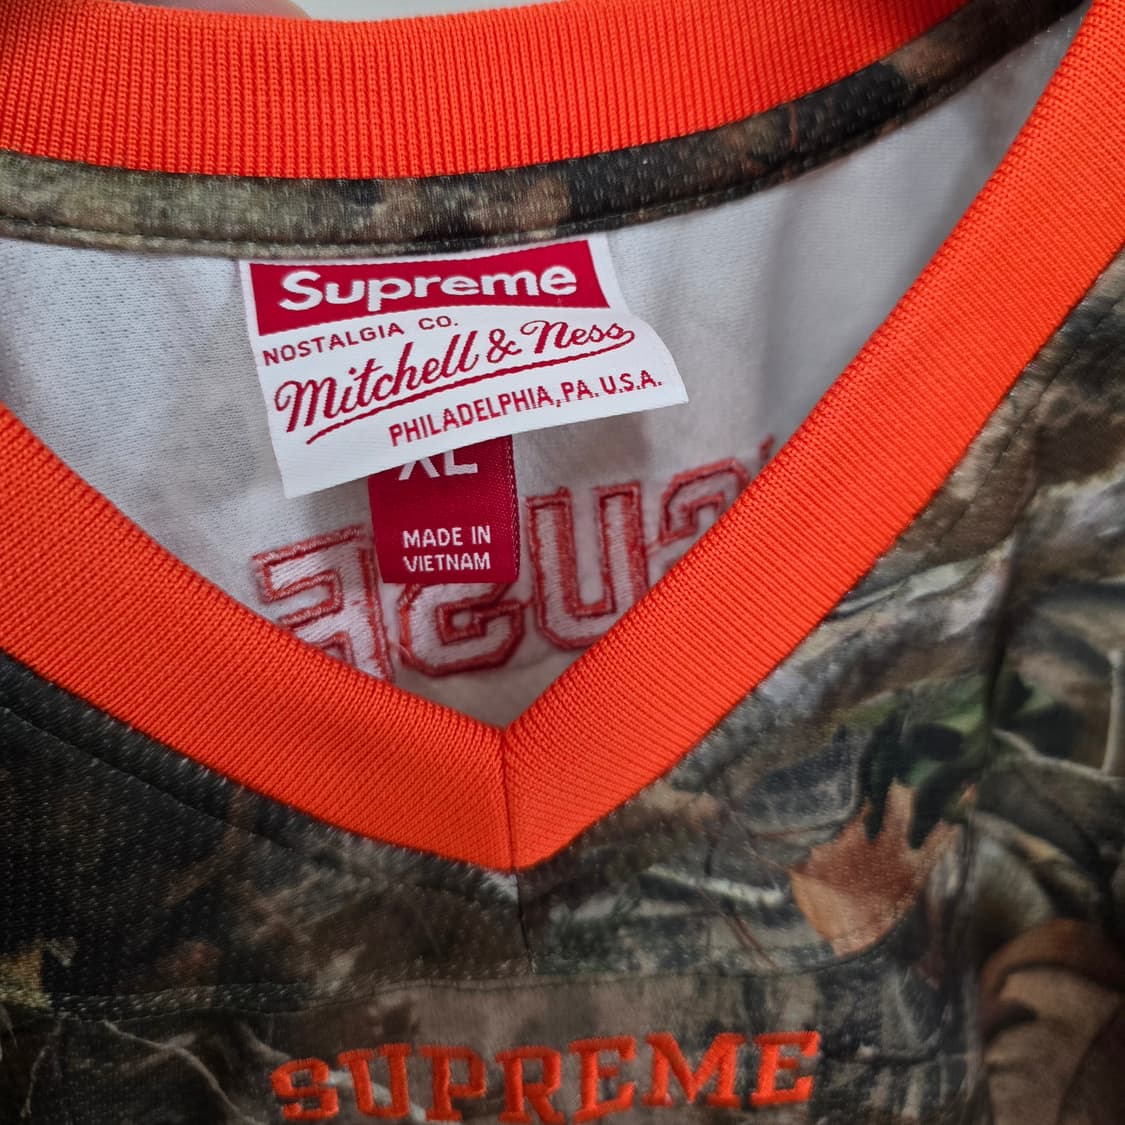 Supreme
NOSTALGIA CO.
Mitchell & Ness
PHILADELPHIA, PA. U.S.A.
XL
MADE IN
VIETNAM
SUPREME